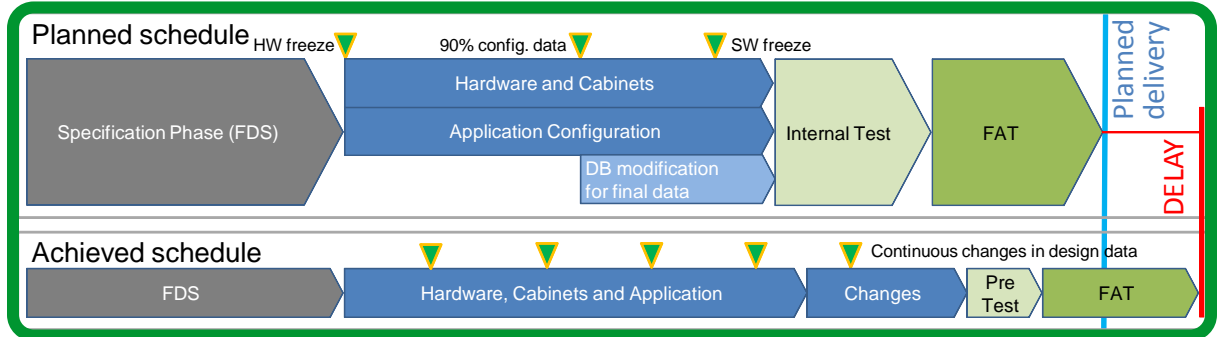 Planned schedule
HW freeze
90% config. data
SW freeze
Hardware and Cabinets
Specification Phase (FDS)
Application Configuration
Internal Test
FAT
DB modification
for final data
Planned
delivery
DELAY
Achieved schedule
Continuous changes in design data
FDS
Hardware, Cabinets and Application
Changes
Pre
Test
FAT